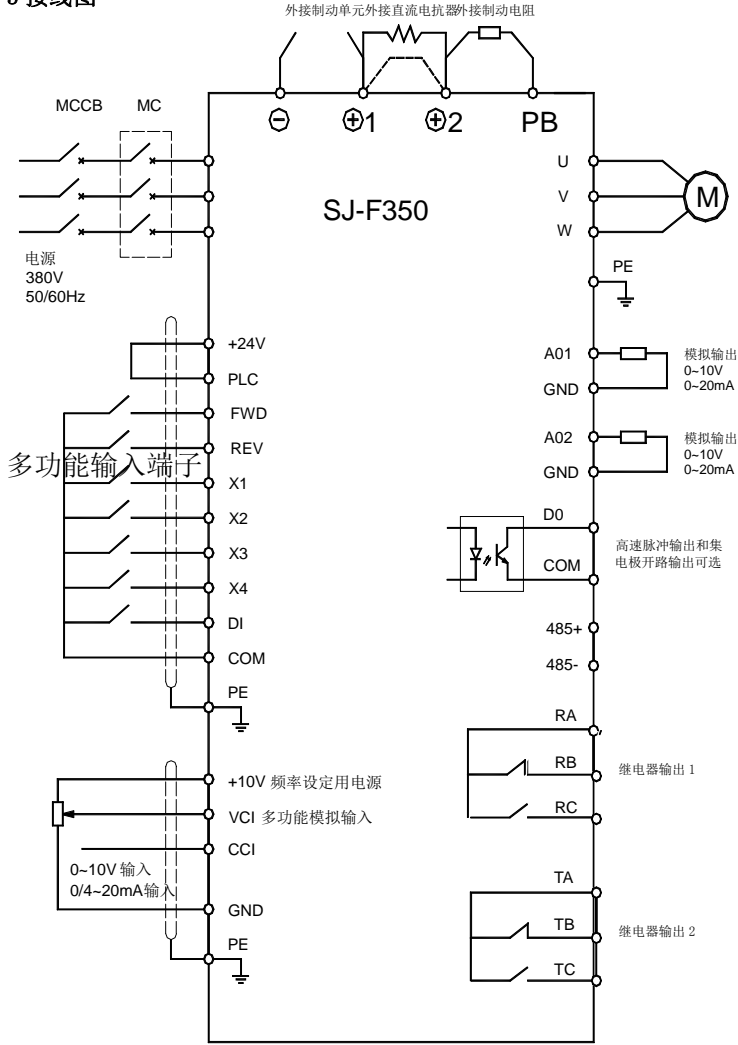 接线图
外接制动单元外接直流电抗器外接制动电阻
MCCB MC
⊖ ⊕1 ⊕2 PB
SJ-F350
U
V
W
M
电源
380V
50/60Hz
PE
+24V
PLC
FWD
REV
多功能输入端子
X1
X2
X3
X4
DI
COM
PE
A01
GND
模拟输出
0~10V
0~20mA
A02
GND
模拟输出
0~10V
0~20mA
D0
COM
高速脉冲输出和集
电极开路输出可选
485+
485-
RA
RB
RC
继电器输出 1
+10V 频率设定用电源
VCI 多功能模拟输入
CCI
0~10V 输入
0/4~20mA输入
GND
PE
TA
TB
TC
继电器输出 2